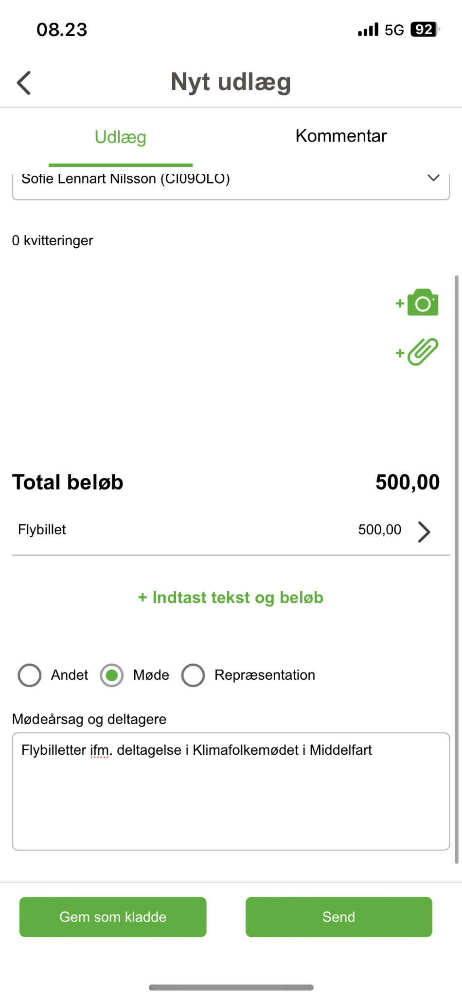 08.23
5G 92
Nyt udlæg
Udlæg
Kommentar
Sofie Lennart Nilsson (CI09OLO)
0 kvitteringer
+
+
Total beløb 500,00
Flybillet 500,00
+ Indtast tekst og beløb
Andet Møde Repræsentation
Mødeårsag og deltagere
Flybilletter ifm. deltagelse i Klimafolkemødet i Middelfart
Gem som kladde
Send